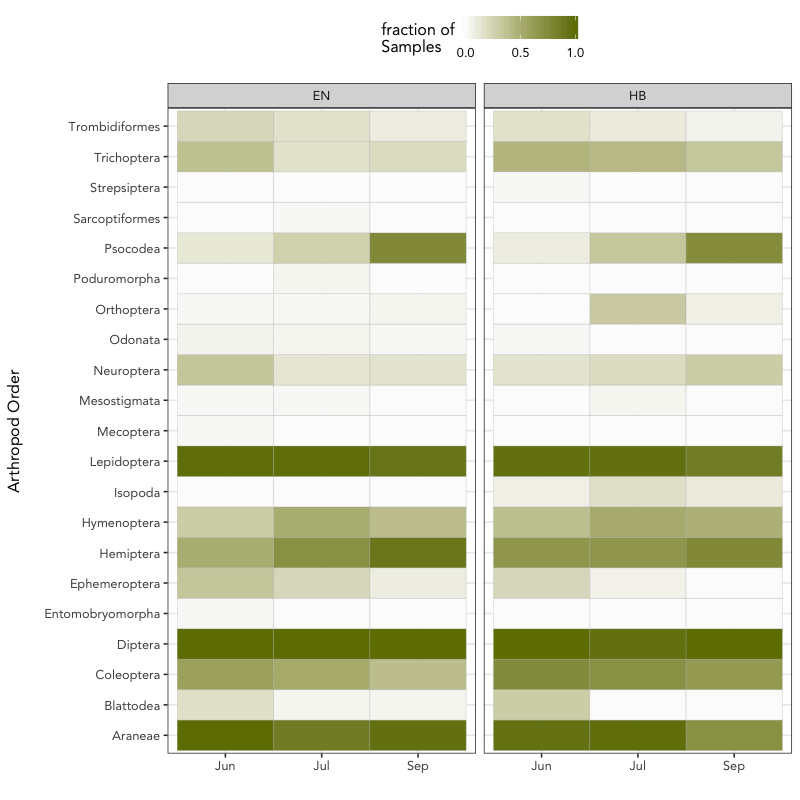 fraction of
Samples
0.0 0.5 1.0
EN HB
Arthropod Order
Trombidiformes
Trichoptera
Strepsiptera
Sarcoptiformes
Psocodea
Poduromorpha
Orthoptera
Odonata
Neuroptera
Mesostigmata
Mecoptera
Lepidoptera
Isopoda
Hymenoptera
Hemiptera
Ephemeroptera
Entomobryomorpha
Diptera
Coleoptera
Blattodea
Araneae
Jun Jul Sep Jun Jul Sep